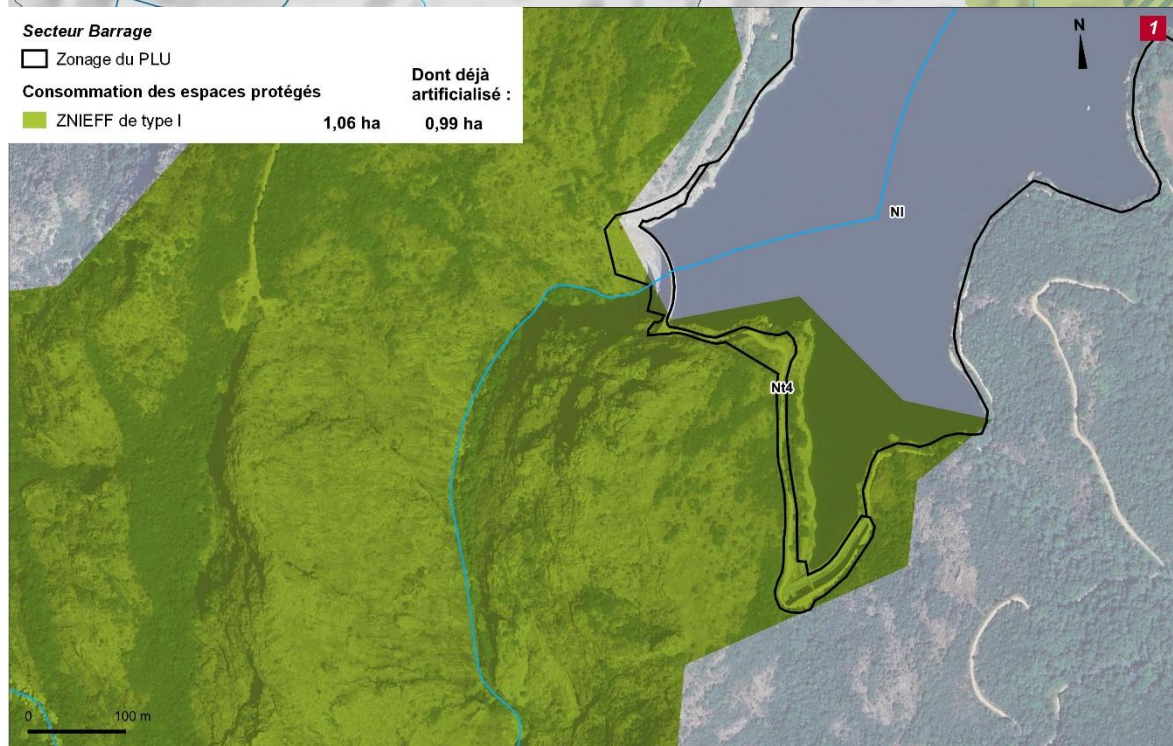 Secteur Barrage
Zonage du PLU
Consommation des espaces protégés
Dont déjà
artificialisé :
ZNIEFF de type I 1,06 ha 0,99 ha
N
1
Nl
Nt4
0 100 m